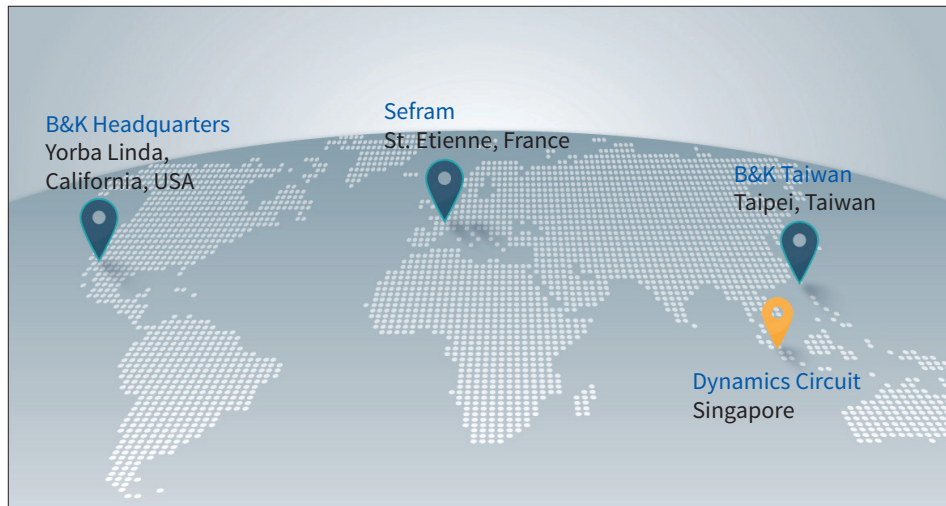 B&K Headquarters
Yorba Linda,
California, USA
Sefram
St. Etienne, France
B&K Taiwan
Taipei, Taiwan
Dynamics Circuit
Singapore